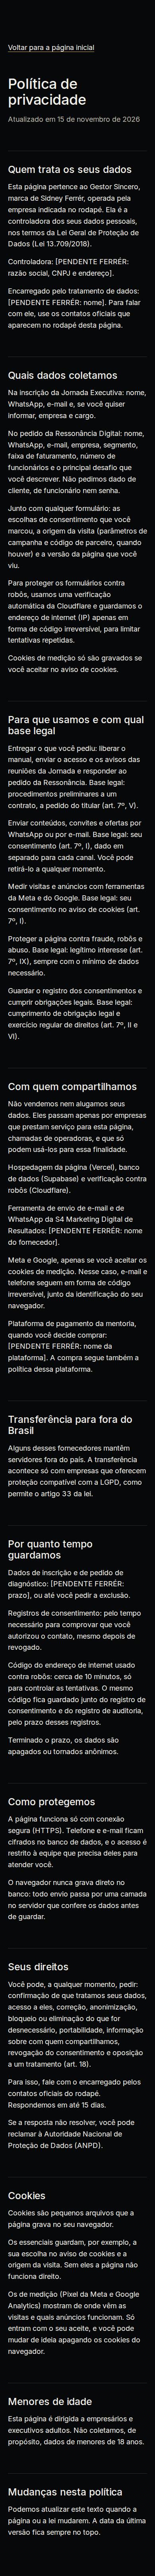 Voltar para a página inicial
Política de
privacidade
Atualizado em 15 de novembro de 2026
Quem trata os seus dados
Esta página pertence ao Gestor Sincero,
marca de Sidney Ferrér, operada pela
empresa indicada no rodapé. Ela é a
controladora dos seus dados pessoais,
nos termos da Lei Geral de Proteção de
Dados (Lei 13.709/2018).
Controladora: [PENDENTE FERRÉR:
razão social, CNPJ e endereço].
Encarregado pelo tratamento de dados:
[PENDENTE FERRÉR: nome]. Para falar
com ele, use os contatos oficiais que
aparecem no rodapé desta página.
Quais dados coletamos
Na inscrição da Jornada Executiva: nome,
WhatsApp, e-mail e, se você quiser
informar, empresa e cargo.
No pedido da Ressonância Digital: nome,
WhatsApp, e-mail, empresa, segmento,
faixa de faturamento, número de
funcionários e o principal desafio que
você descrever. Não pedimos dado de
cliente, de funcionário nem senha.
Junto com qualquer formulário: as
escolhas de consentimento que você
marcou, a origem da visita (parâmetros de
campanha e código de parceiro, quando
houver) e a versão da página que você
viu.
Para proteger os formulários contra
robôs, usamos uma verificação
automática da Cloudflare e guardamos o
endereço de internet (IP) apenas em
forma de código irreversível, para limitar
tentativas repetidas.
Cookies de medição só são gravados se
você aceitar no aviso de cookies.
Para que usamos e com qual
base legal
Entregar o que você pediu: liberar o
manual, enviar o acesso e os avisos das
reuniões da Jornada e responder ao
pedido da Ressonância. Base legal:
procedimentos preliminares a um
contrato, a pedido do titular (art. 7º, V).
Enviar conteúdos, convites e ofertas por
WhatsApp ou por e-mail. Base legal: seu
consentimento (art. 7º, I), dado em
separado para cada canal. Você pode
retirá-lo a qualquer momento.
Medir visitas e anúncios com ferramentas
da Meta e do Google. Base legal: seu
consentimento no aviso de cookies (art.
7º, I).
Proteger a página contra fraude, robôs e
abuso. Base legal: legítimo interesse (art.
7º, IX), sempre com o mínimo de dados
necessário.
Guardar o registro dos consentimentos e
cumprir obrigações legais. Base legal:
cumprimento de obrigação legal e
exercício regular de direitos (art. 7º, II e
VI).
Com quem compartilhamos
Não vendemos nem alugamos seus
dados. Eles passam apenas por empresas
que prestam serviço para esta página,
chamadas de operadoras, e que só
podem usá-los para essa finalidade.
Hospedagem da página (Vercel), banco
de dados (Supabase) e verificação contra
robôs (Cloudflare).
Ferramenta de envio de e-mail e de
WhatsApp da S4 Marketing Digital de
Resultados: [PENDENTE FERRÉR: nome
do fornecedor].
Meta e Google, apenas se você aceitar os
cookies de medição. Nesse caso, e-mail e
telefone seguem em forma de código
irreversível, junto da identificação do seu
navegador.
Plataforma de pagamento da mentoria,
quando você decide comprar:
[PENDENTE FERRÉR: nome da
plataforma]. A compra segue também a
política dessa plataforma.
Transferência para fora do
Brasil
Alguns desses fornecedores mantêm
servidores fora do país. A transferência
acontece só com empresas que oferecem
proteção compatível com a LGPD, como
permite o artigo 33 da lei.
Por quanto tempo
guardamos
Dados de inscrição e de pedido de
diagnóstico: [PENDENTE FERRÉR:
prazo], ou até você pedir a exclusão.
Registros de consentimento: pelo tempo
necessário para comprovar que você
autorizou o contato, mesmo depois de
revogado.
Código do endereço de internet usado
contra robôs: cerca de 10 minutos, só
para controlar as tentativas. O mesmo
código fica guardado junto do registro de
consentimento e do registro de auditoria,
pelo prazo desses registros.
Terminado o prazo, os dados são
apagados ou tornados anônimos.
Como protegemos
A página funciona só com conexão
segura (HTTPS). Telefone e e-mail ficam
cifrados no banco de dados, e o acesso é
restrito à equipe que precisa deles para
atender você.
O navegador nunca grava direto no
banco: todo envio passa por uma camada
no servidor que confere os dados antes
de guardar.
Seus direitos
Você pode, a qualquer momento, pedir:
confirmação de que tratamos seus dados,
acesso a eles, correção, anonimização,
bloqueio ou eliminação do que for
desnecessário, portabilidade, informação
sobre com quem compartilhamos,
revogação do consentimento e oposição
a um tratamento (art. 18).
Para isso, fale com o encarregado pelos
contatos oficiais do rodapé.
Respondemos em até 15 dias.
Se a resposta não resolver, você pode
reclamar à Autoridade Nacional de
Proteção de Dados (ANPD).
Cookies
Cookies são pequenos arquivos que a
página grava no seu navegador.
Os essenciais guardam, por exemplo, a
sua escolha no aviso de cookies e a
origem da visita. Sem eles a página não
funciona direito.
Os de medição (Pixel da Meta e Google
Analytics) mostram de onde vêm as
visitas e quais anúncios funcionam. Só
entram com o seu aceite, e você pode
mudar de ideia apagando os cookies do
navegador.
Menores de idade
Esta página é dirigida a empresários e
executivos adultos. Não coletamos, de
propósito, dados de menores de 18 anos.
Mudanças nesta política
Podemos atualizar este texto quando a
página ou a lei mudarem. A data da última
versão fica sempre no topo.